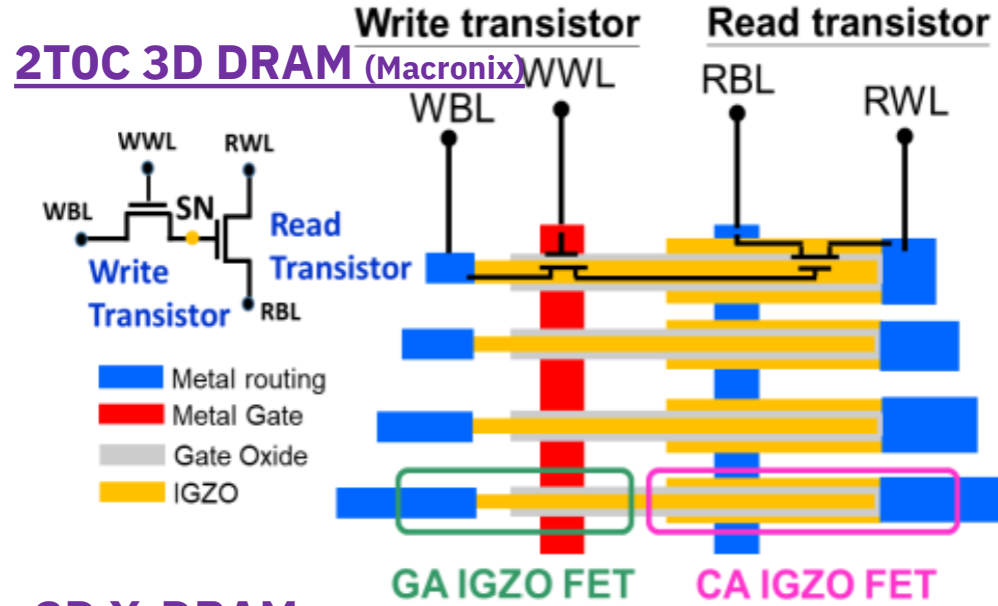 Write transistor
Read transistor
2T0C 3D DRAM (Macronix)
WWL
WBL
RBL
RWL
WWL
RWL
WBL
SN
Read
Transistor
Write
Transistor
RBL
Metal routing
Metal Gate
Gate Oxide
IGZO
GA IGZO FET
CA IGZO FET